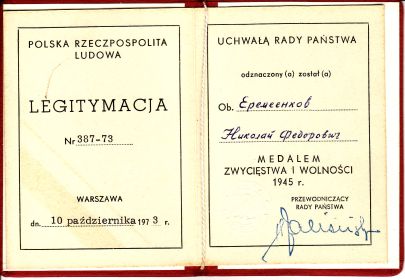 POLSKA RZECZPOSPOLITA
LUDOWA
LEGITYMACJA
Nr 387-73
WARSZAWA
dn. 10 października 1973 r.
UCHWAŁĄ RADY PAŃSTWA
odznaczony (a) został (a)
Ob. Еремеенков
Николай Федорович
MEDALEM
ZWYCIĘSTWA I WOLNOŚCI
1945 r.
PRZEWODNICZĄCY
RADY PAŃSTWA